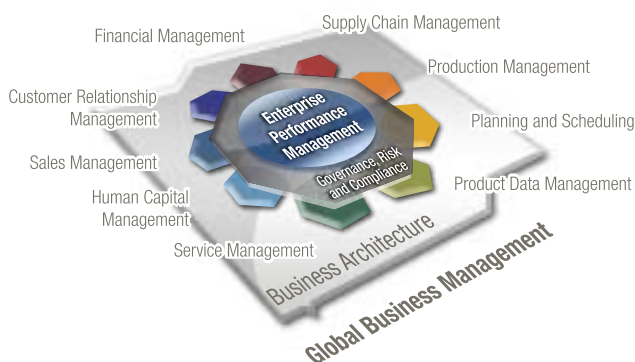 Financial Management
Supply Chain Management
Production Management
Customer Relationship
Management
Planning and Scheduling
Sales Management
Product Data Management
Human Capital
Management
Service Management
Enterprise
Performance
Management
Governance, Risk
and Compliance
Business Architecture
Global Business Management